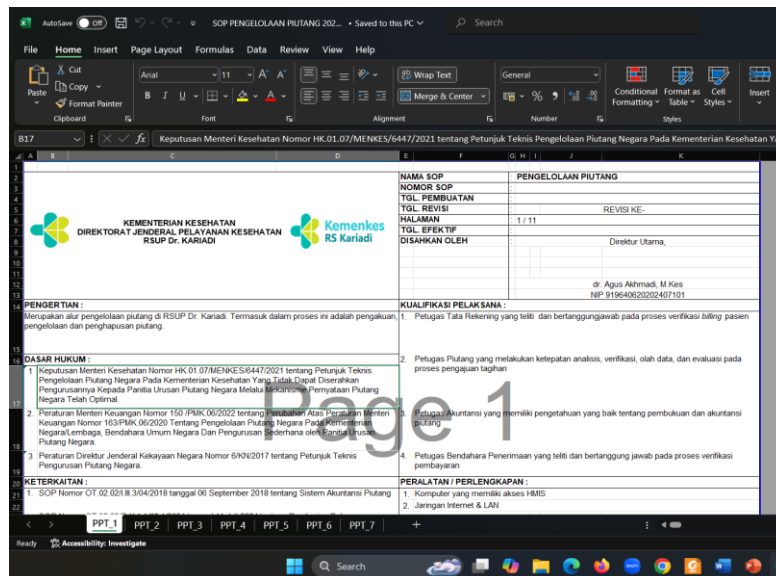 AutoSave Off SOP PENGELOLAAN PIUTANG 202... • Saved to this PC Search
File Home Insert Page Layout Formulas Data Review View Help
Paste
Cut
Copy
Format Painter
Clipboard
Arial 11
B I U
Font
Wrap Text
Merge & Center
Alignment
General
Number
Conditional Formatting
Format as Table
Cell Styles
Styles
Insert
B17 fx Keputusan Menteri Kesehatan Nomor HK.01.07/MENKES/6447/2021 tentang Petunjuk Teknis Pengelolaan Piutang Negara Pada Kementerian Kesehatan Y
A B C D E F G H I J K
KEMENTERIAN KESEHATAN
DIREKTORAT JENDERAL PELAYANAN KESEHATAN
RSUP Dr. KARIADI
Kemenkes
RS Kariadi
NAMA SOP : PENGELOLAAN PIUTANG
NOMOR SOP :
TGL. PEMBUATAN :
TGL. REVISI : REVISI KE-
HALAMAN : 1 / 11
TGL. EFEKTIF :
DISAHKAN OLEH : Direktur Utama,
dr. Agus Akhmadi, M.Kes
NIP 919640620202407101
PENGERTIAN :
Merupakan alur pengelolaan piutang di RSUP Dr. Kariadi. Termasuk dalam proses ini adalah pengakuan,
pengelolaan dan penghapusan piutang.
KUALIFIKASI PELAKSANA :
1. Petugas Tata Rekening yang teliti dan bertanggungjawab pada proses verifikasi billing pasien
DASAR HUKUM :
1 Keputusan Menteri Kesehatan Nomor HK.01.07/MENKES/6447/2021 tentang Petunjuk Teknis
Pengelolaan Piutang Negara Pada Kementerian Kesehatan Yang Tidak Dapat Diserahkan
Pengurusannya Kepada Panitia Urusan Piutang Negara Melalui Mekanisme Pernyataan Piutang
Negara Telah Optimal.
2. Peraturan Menteri Keuangan Nomor 150 /PMK.06/2022 tentang Perubahan Atas Peraturan Menteri
Keuangan Nomor 163/PMK.06/2020 Tentang Pengelolaan Piutang Negara Pada Kementerian
Negara/Lembaga, Bendahara Umum Negara Dan Pengurusan Sederhana oleh Panitia Urusan
Piutang Negara.
3 Peraturan Direktur Jenderal Kekayaan Negara Nomor 6/KN/2017 tentang Petunjuk Teknis
Pengurusan Piutang Negara.
2. Petugas Piutang yang melakukan ketepatan analisis, verifikasi, olah data, dan evaluasi pada
proses pengajuan tagihan
3. Petugas Akuntansi yang memiliki pengetahuan yang baik tentang pembukuan dan akuntansi
piutang
4. Petugas Bendahara Penerimaan yang teliti dan bertanggung jawab pada proses verifikasi
pembayaran
Page 1
KETERKAITAN :
1. SOP Nomor OT.02.02/I.III.3/04/2018 tanggal 06 September 2018 tentang Sistem Akuntansi Piutang
PERALATAN / PERLENGKAPAN :
1. Komputer yang memiliki akses HMIS
2. Jaringan Internet & LAN
PPT_1 PPT_2 PPT_3 PPT_4 PPT_5 PPT_6 PPT_7
Ready Accessibility: Investigate
Search